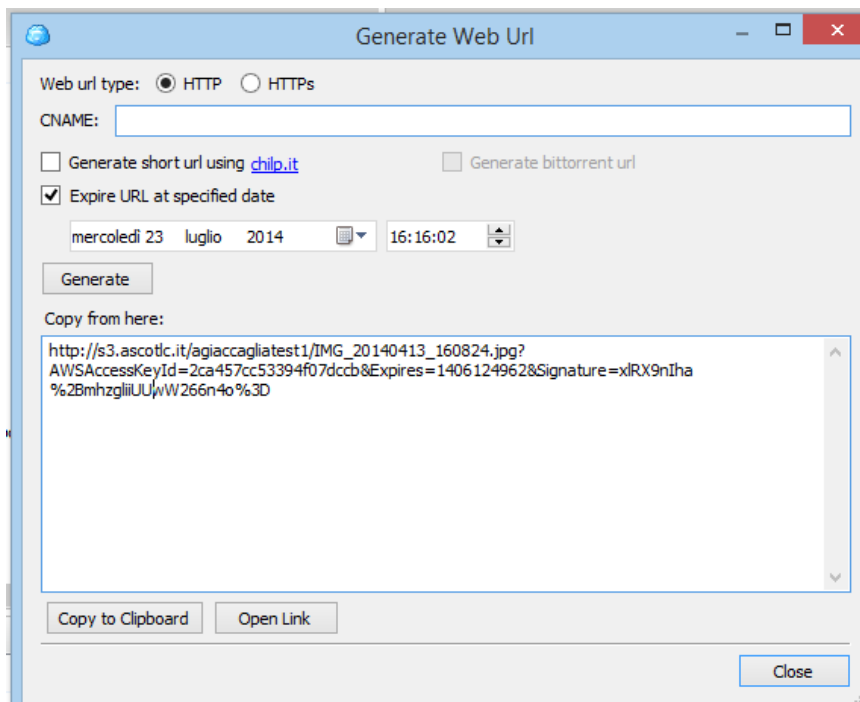 Generate Web Url
Web url type: HTTP HTTPs
CNAME:
Generate short url using chilp.it Generate bittorrent url
Expire URL at specified date
mercoledì 23 luglio 2014 16:16:02
Generate
Copy from here:
http://s3.ascotlc.it/agiaccagliatest1/IMG_20140413_160824.jpg?
AWSAccessKeyId=2ca457cc53394f07dccb&Expires=1406124962&Signature=xlRX9nIha
%2BmhzgliiUUwW266n4o%3D
Copy to Clipboard Open Link
Close